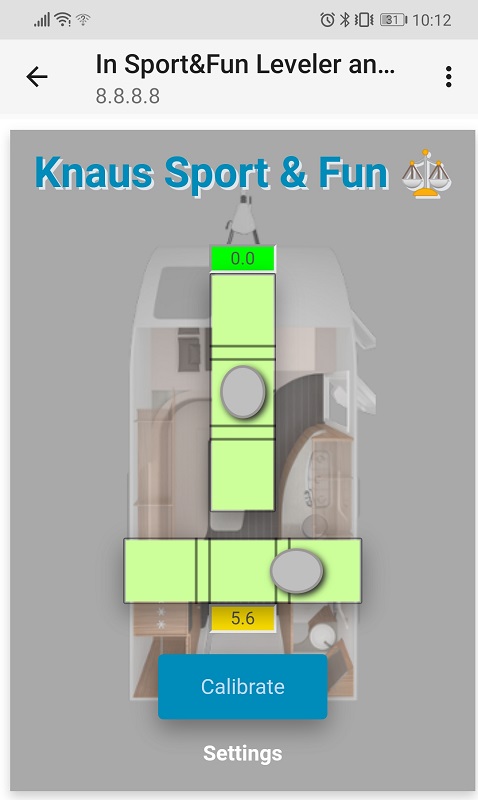 31 10:12
In Sport&Fun Leveler an...
8.8.8.8
Knaus Sport & Fun
0.0
5.6
Calibrate
Settings